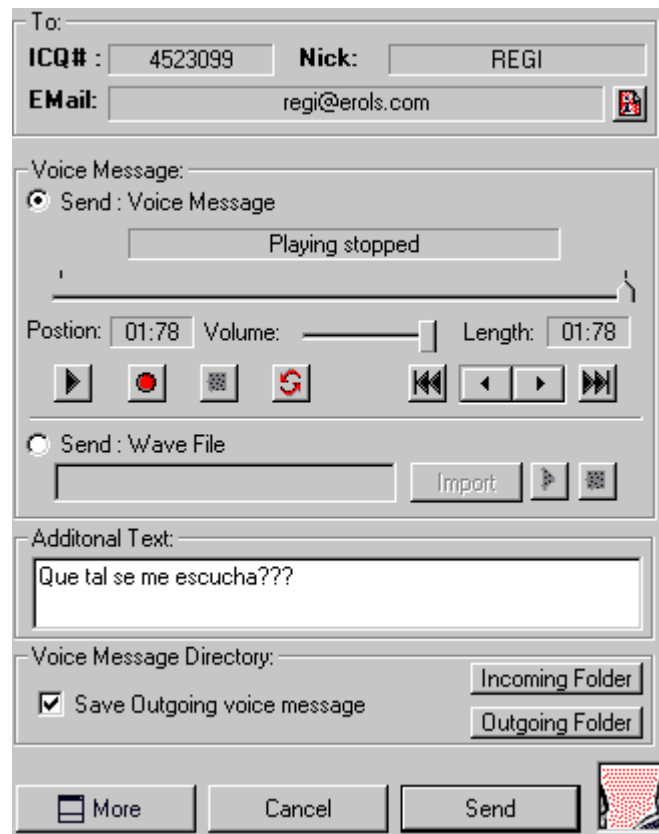 To:
ICQ# : 4523099 Nick: REGI
EMail: regi@erols.com
Voice Message:
Send : Voice Message
Playing stopped
Postion: 01:78 Volume: Length: 01:78
Send : Wave File
Import
Additonal Text:
Que tal se me escucha???
Voice Message Directory:
Incoming Folder
Save Outgoing voice message
Outgoing Folder
More Cancel Send